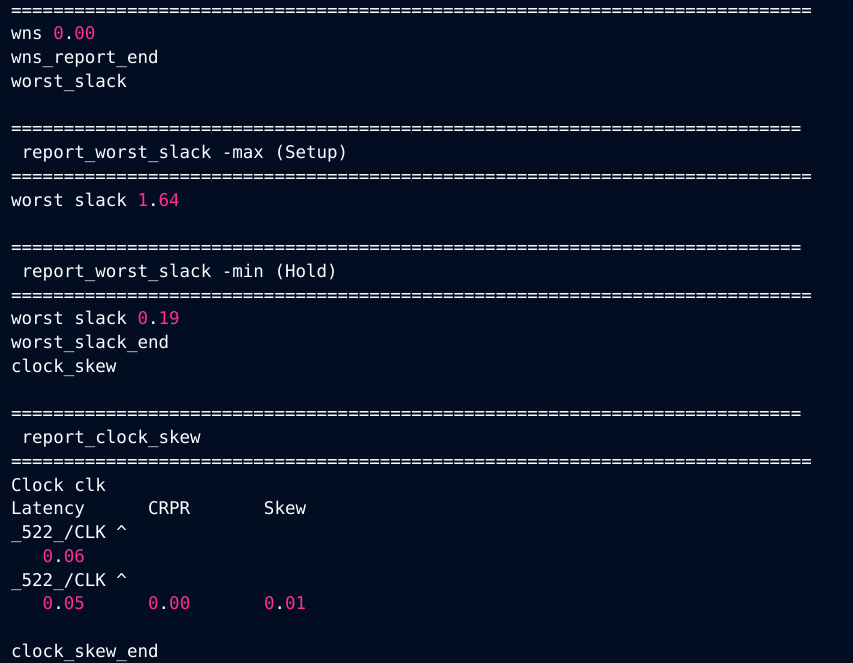 ============================================================================
wns 0.00
wns_report_end
worst_slack
===========================================================================
report_worst_slack -max (Setup)
============================================================================
worst slack 1.64
===========================================================================
report_worst_slack -min (Hold)
============================================================================
worst slack 0.19
worst_slack_end
clock_skew
===========================================================================
report_clock_skew
============================================================================
Clock clk
Latency      CRPR       Skew
_522_/CLK ^
   0.06
_522_/CLK ^
   0.05      0.00       0.01
clock_skew_end